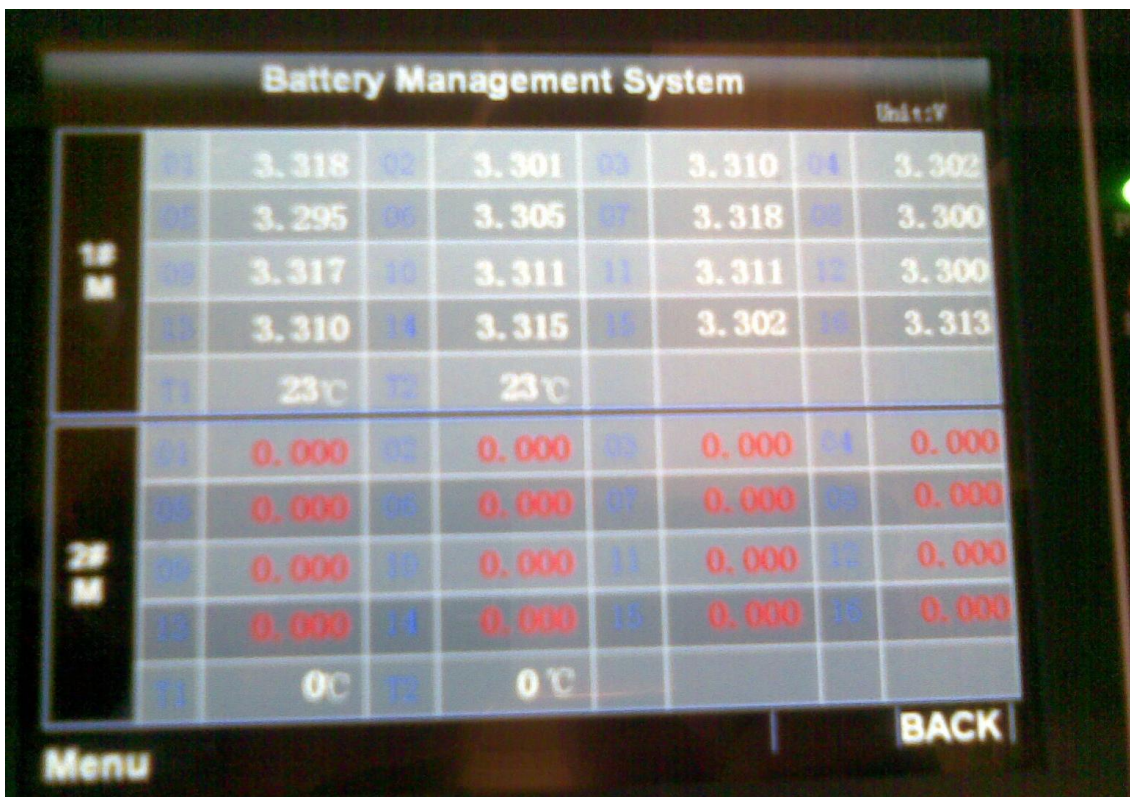 Battery Management System
Unit:V
1#
M
01 3.318 02 3.301 03 3.310 04 3.302
05 3.295 06 3.305 07 3.318 08 3.300
09 3.317 10 3.311 11 3.311 12 3.300
13 3.310 14 3.315 15 3.302 16 3.313
T1 23℃ T2 23℃
2#
M
01 0.000 02 0.000 03 0.000 04 0.000
05 0.000 06 0.000 07 0.000 08 0.000
09 0.000 10 0.000 11 0.000 12 0.000
13 0.000 14 0.000 15 0.000 16 0.000
T1 0℃ T2 0℃
Menu BACK